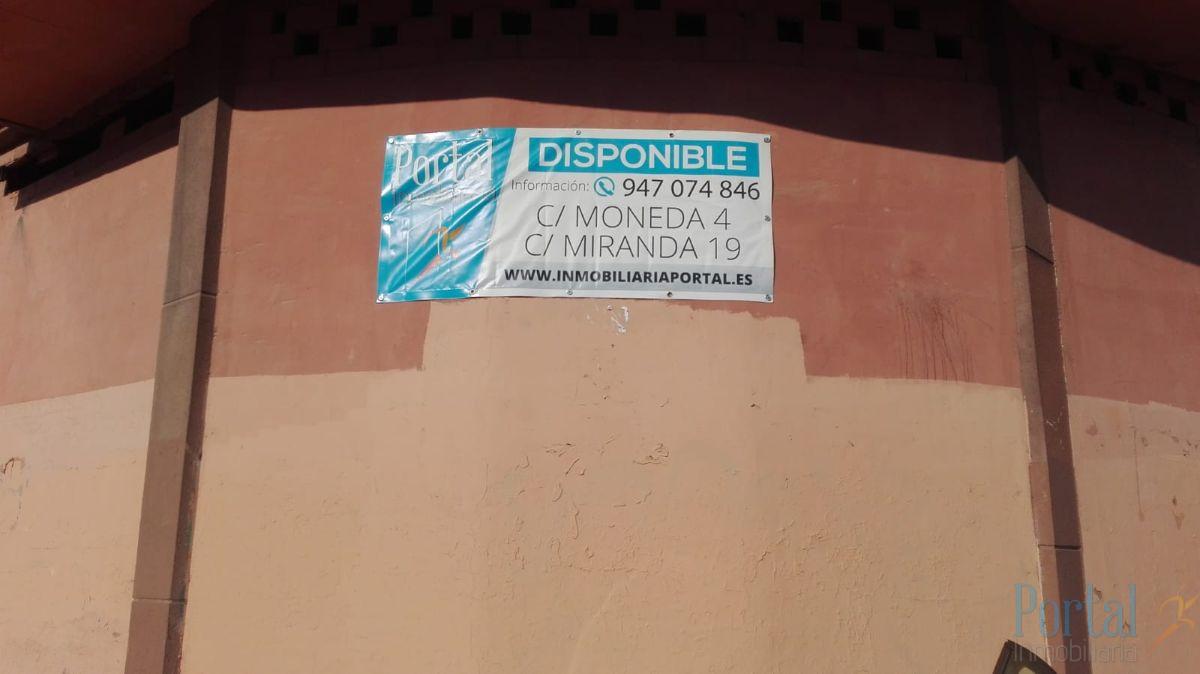 Portal
DISPONIBLE
Información: 947 074 846
C/ MONEDA 4
C/ MIRANDA 19
WWW.INMOBILIARIAPORTAL.ES
Portal
Inmobiliaria